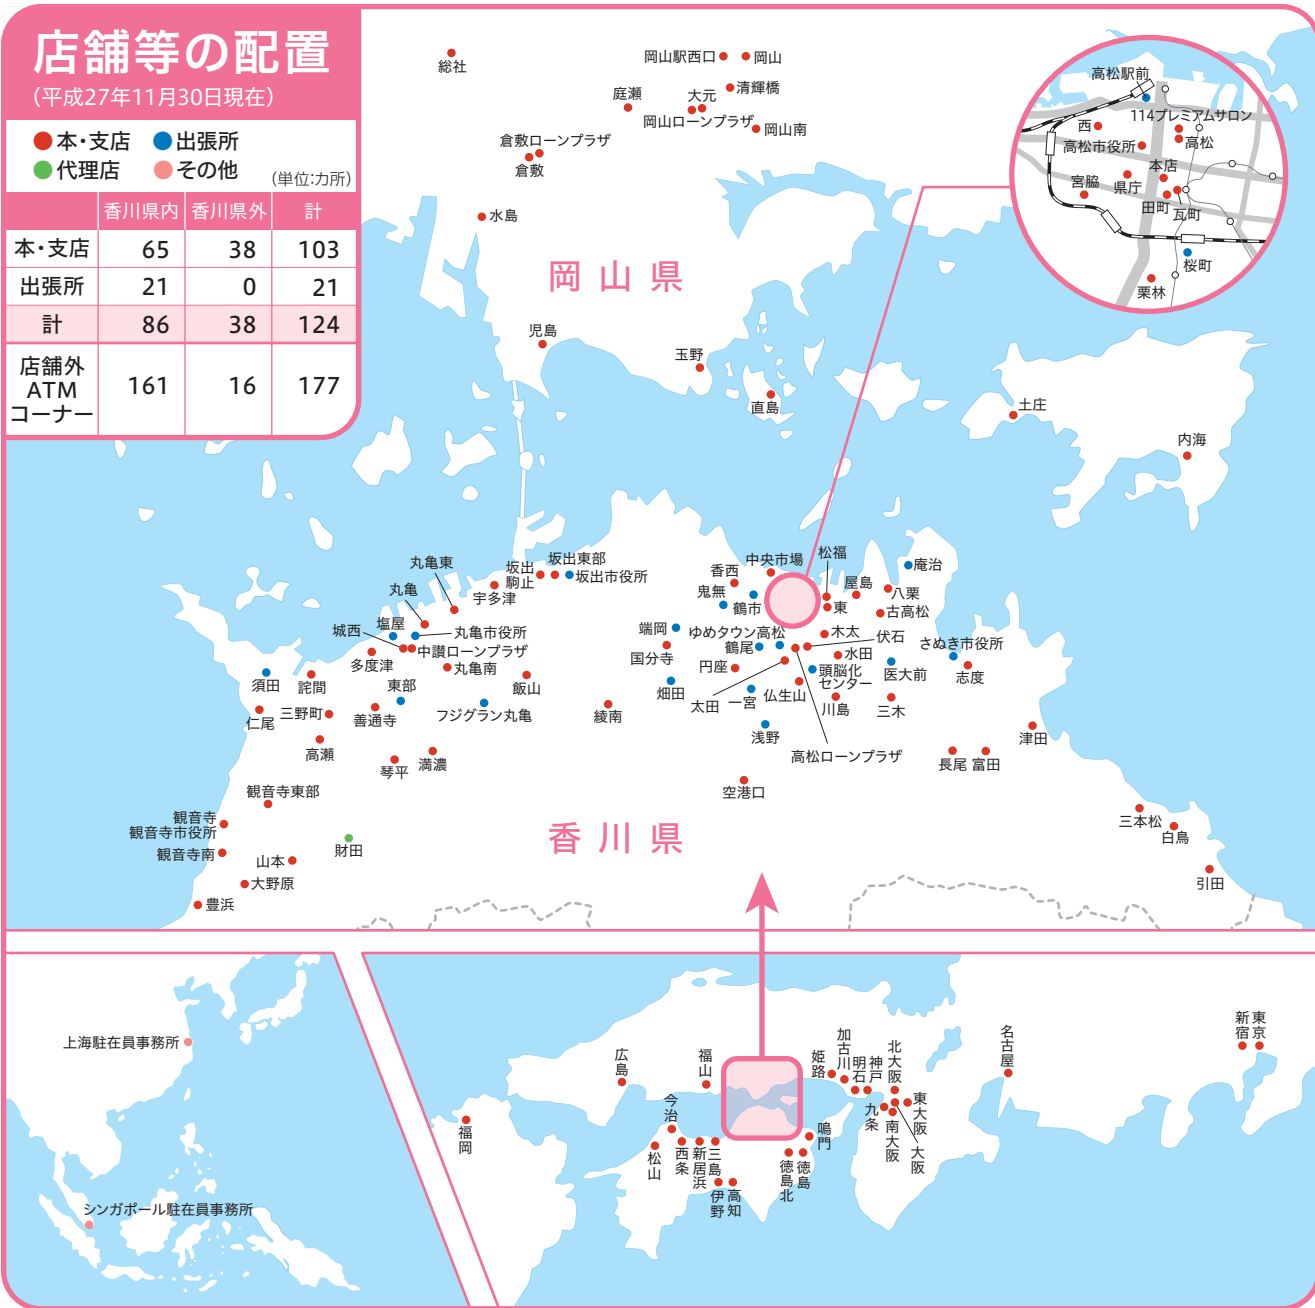 店舗等の配置
(平成27年11月30日現在)
本・支店 出張所
代理店 その他
(単位:カ所)
香川県内 香川県外 計
本・支店 65 38 103
出張所 21 0 21
計 86 38 124
店舗外
ATM
コーナー
161 16 177
総社
岡山駅西口
岡山
清輝橋
庭瀬
大元
岡山ローンプラザ
岡山南
倉敷ローンプラザ
倉敷
水島
岡山県
児島
玉野
直島
高松駅前
114プレミアムサロン
西
高松
高松市役所
本店
宮脇
県庁
田町
瓦町
桜町
栗林
土庄
内海
丸亀東
坂出
駒止
坂出東部
坂出市役所
丸亀
宇多津
城西
塩屋
丸亀市役所
中讃ローンプラザ
多度津
丸亀南
須田
詫間
東部
飯山
仁尾
三野町
善通寺
フジグラン丸亀
高瀬
琴平
満濃
観音寺東部
観音寺
観音寺市役所
観音寺南
山本
財田
大野原
豊浜
中央市場
松福
香西
鬼無
鶴市
屋島
八栗
庵治
東
古高松
端岡
ゆめタウン高松
木太
伏石
さぬき市役所
国分寺
鶴尾
水田
円座
頭脳化
センター
医大前
志度
畑田
太田
一宮
仏生山
川島
三木
綾南
浅野
高松ローンプラザ
津田
長尾
富田
空港口
香川県
三本松
白鳥
引田
上海駐在員事務所
シンガポール駐在員事務所
福岡
広島
福山
今治
松山
西条
新居浜
三島
伊野
高知
徳島北
徳島
鳴門
姫路
加古川
明石
神戸
北大阪
九条
南大阪
東大阪
大阪
名古屋
新宿
東京